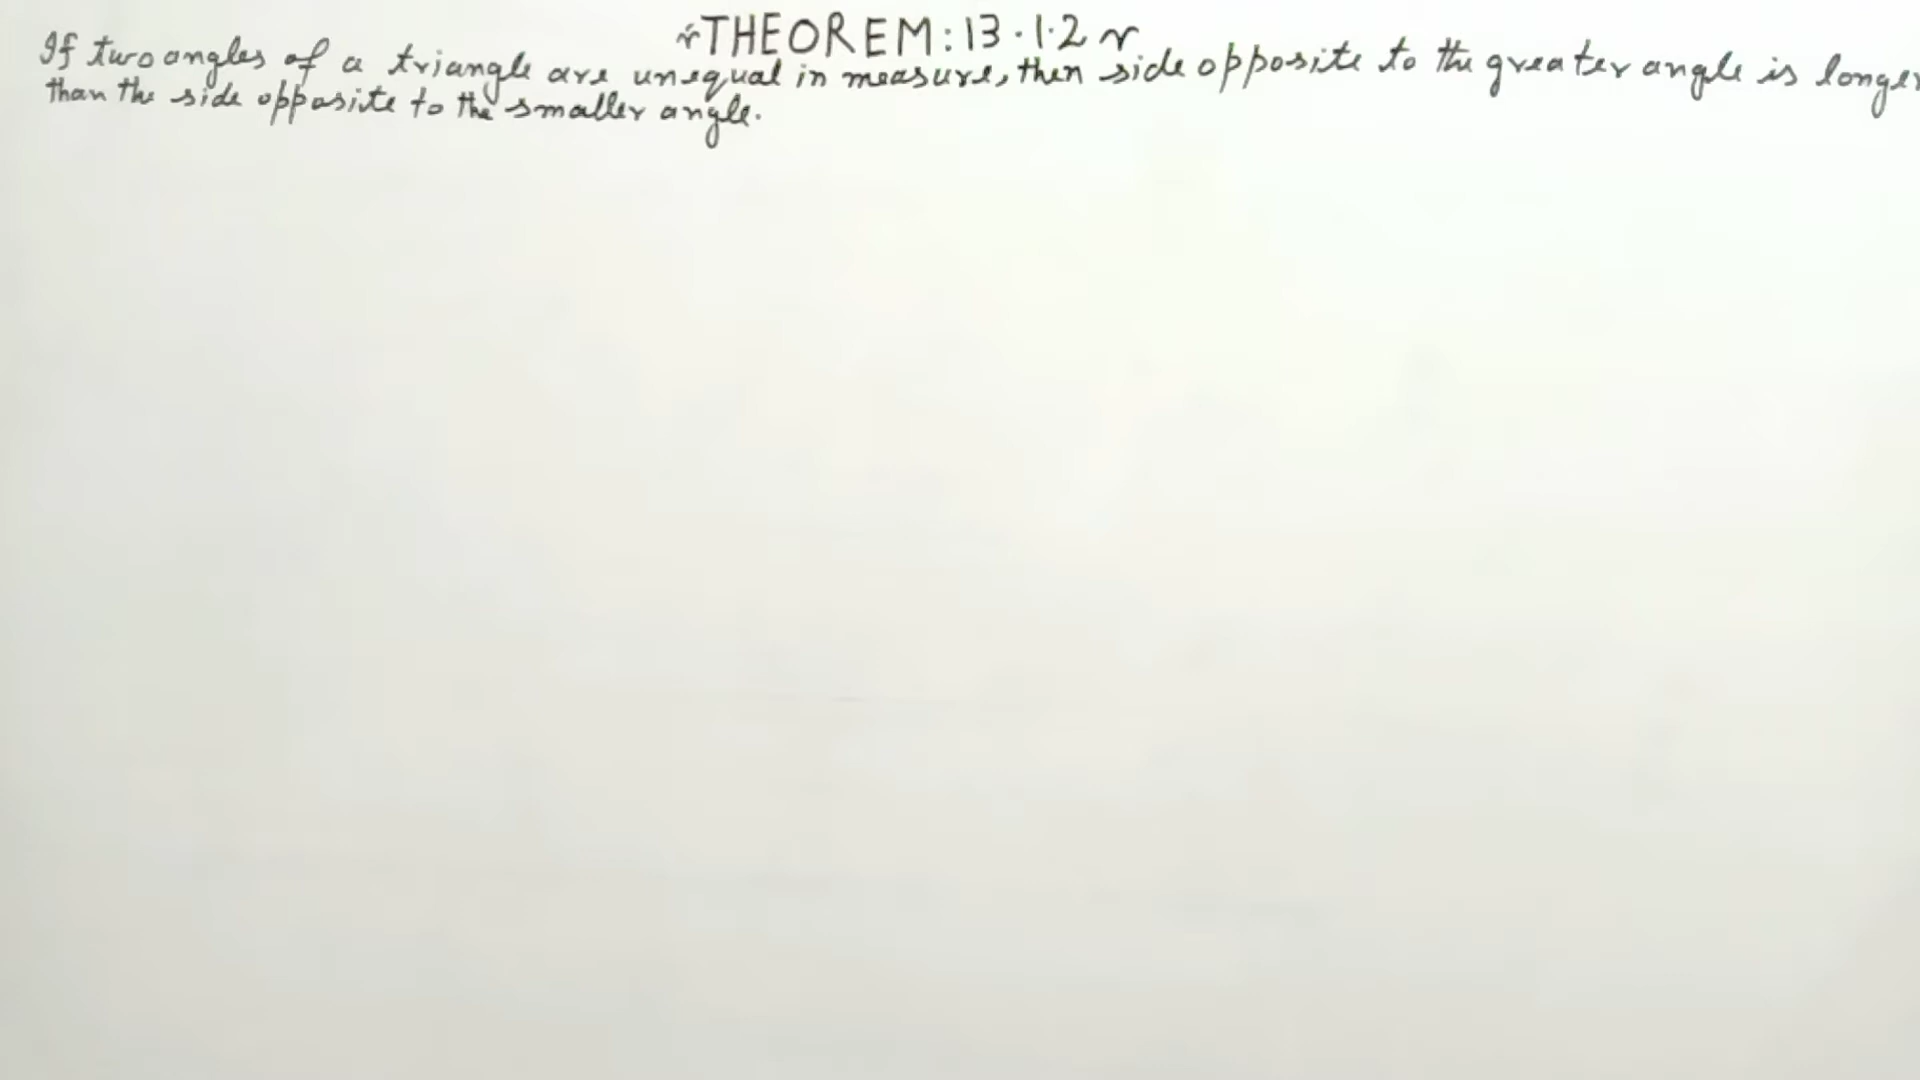 THEOREM: 13.1.2
If two angles of a triangle are unequal in measure, then side opposite to the greater angle is longer
than the side opposite to the smaller angle.